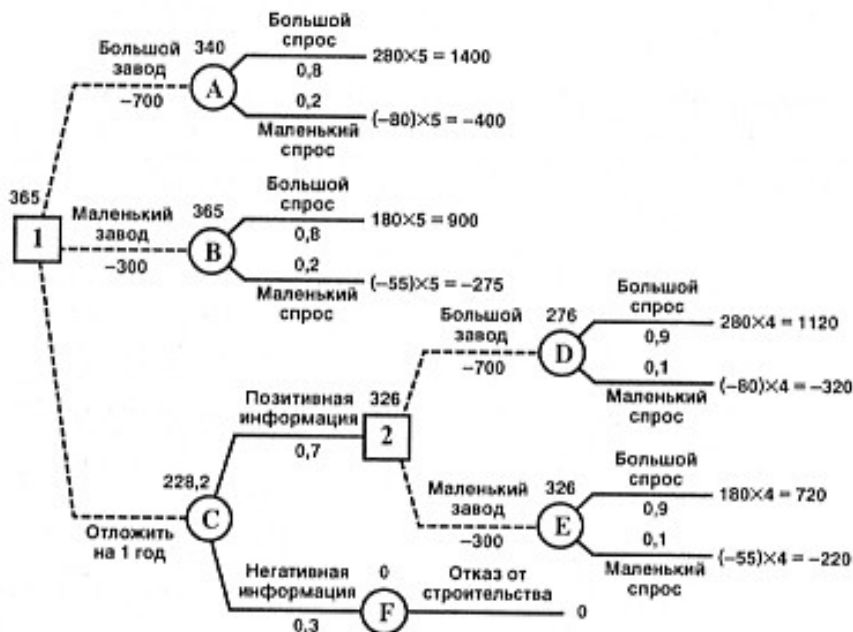 Большой
завод
–700
340
A
Большой
спрос
0,8
280×5 = 1400
0,2
Маленький
спрос
(–80)×5 = –400
365
1
Маленький
завод
–300
365
B
Большой
спрос
0,8
180×5 = 900
0,2
Маленький
спрос
(–55)×5 = –275
Отложить
на 1 год
228,2
C
Позитивная
информация
0,7
326
2
Большой
завод
–700
276
D
Большой
спрос
0,9
280×4 = 1120
0,1
Маленький
спрос
(–80)×4 = –320
Маленький
завод
–300
326
E
Большой
спрос
0,9
180×4 = 720
0,1
Маленький
спрос
(–55)×4 = –220
Негативная
информация
0,3
0
F
Отказ от
строительства
0